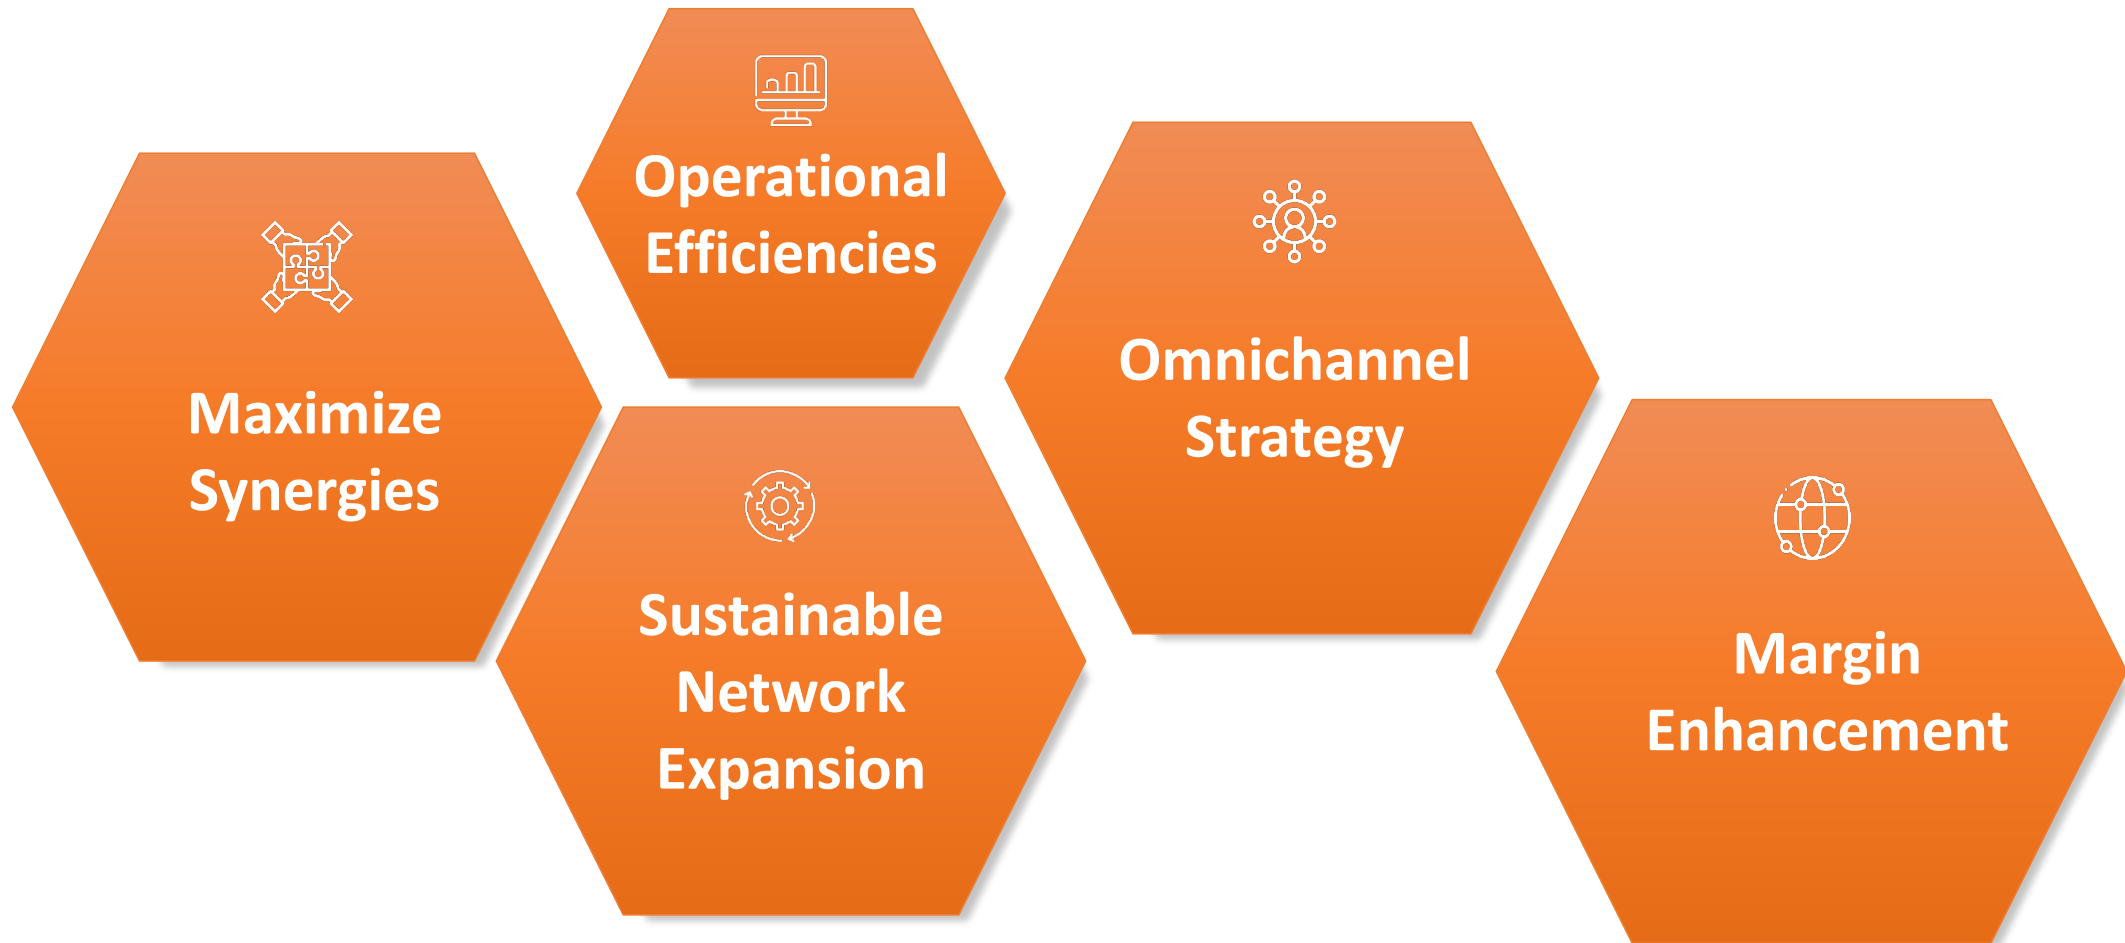 Maximize
Synergies
Operational
Efficiencies
Sustainable
Network
Expansion
Omnichannel
Strategy
Margin
Enhancement